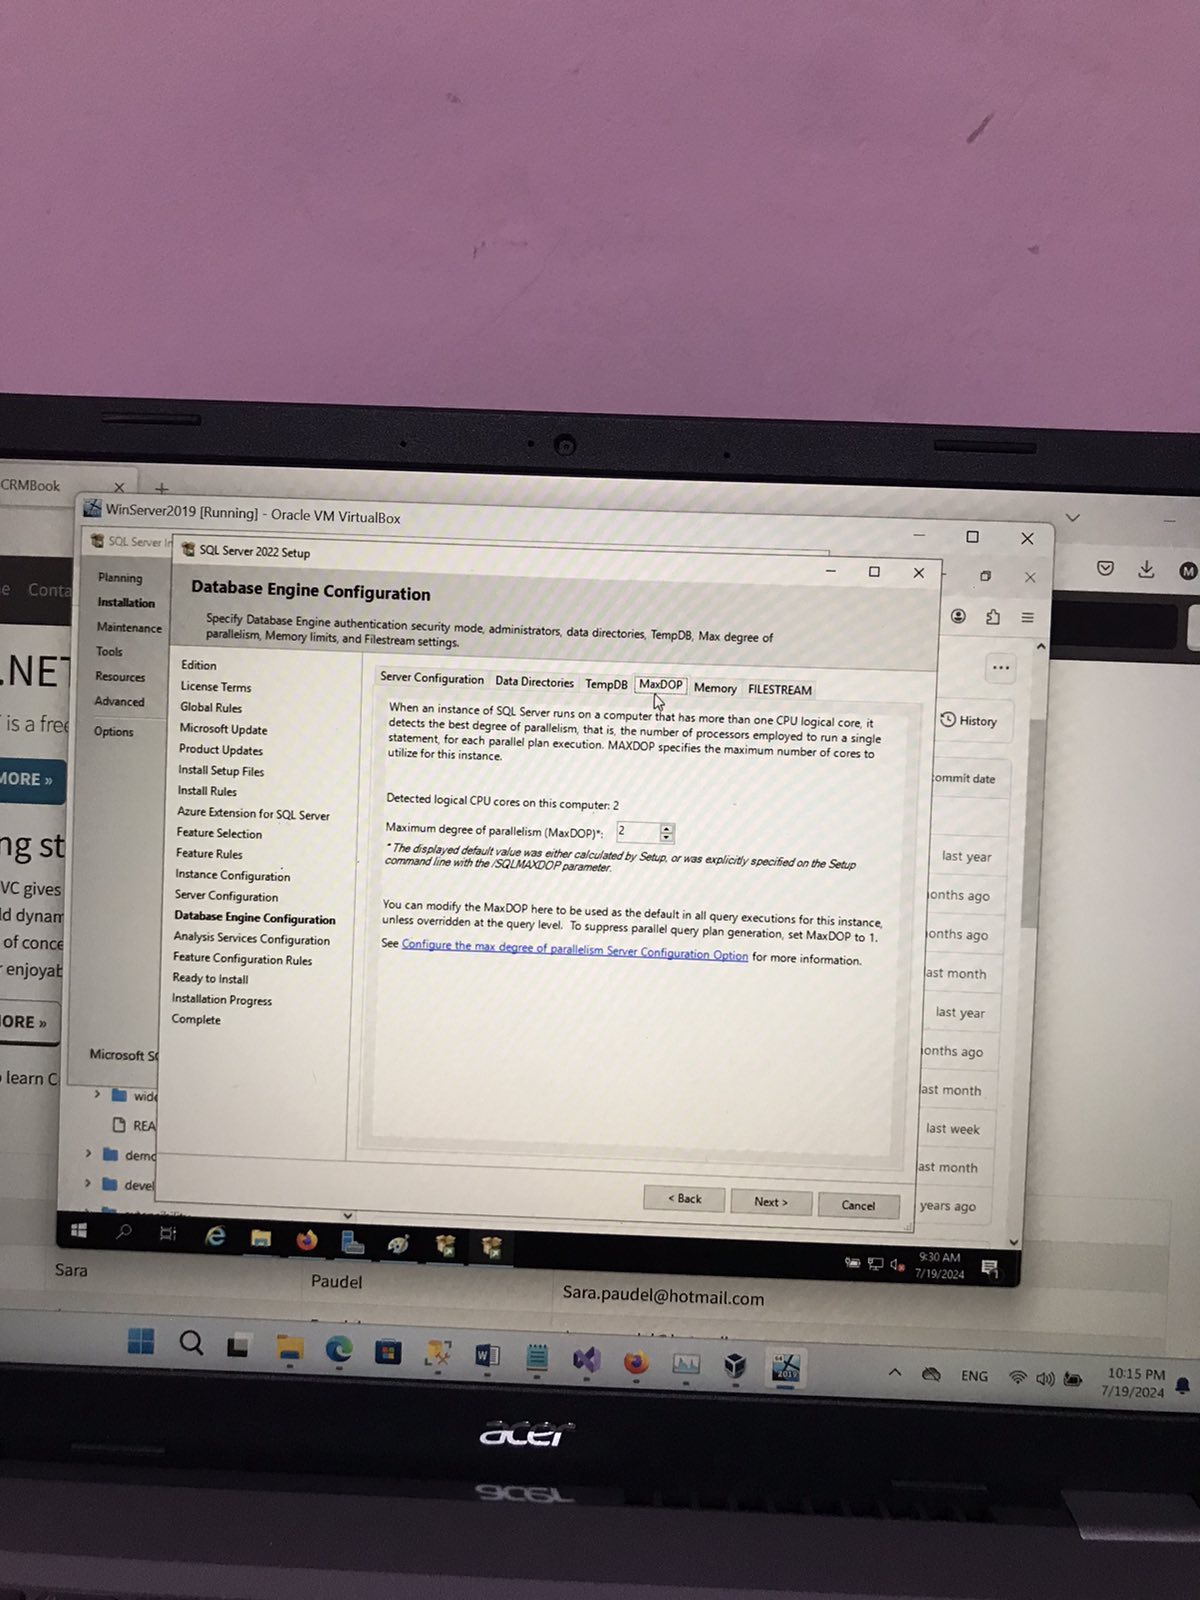 CRMBook
WinServer2019 [Running] - Oracle VM VirtualBox
SQL Server In
SQL Server 2022 Setup
Database Engine Configuration
Specify Database Engine authentication security mode, administrators, data directories, TempDB, Max degree of
parallelism, Memory limits, and Filestream settings.
Planning
Installation
Maintenance
Tools
Resources
Advanced
Options
Microsoft SQ
Edition
License Terms
Global Rules
Microsoft Update
Product Updates
Install Setup Files
Install Rules
Azure Extension for SQL Server
Feature Selection
Feature Rules
Instance Configuration
Server Configuration
Database Engine Configuration
Analysis Services Configuration
Feature Configuration Rules
Ready to Install
Installation Progress
Complete
Server Configuration Data Directories TempDB MaxDOP Memory FILESTREAM
When an instance of SQL Server runs on a computer that has more than one CPU logical core, it
detects the best degree of parallelism, that is, the number of processors employed to run a single
statement, for each parallel plan execution. MAXDOP specifies the maximum number of cores to
utilize for this instance.
Detected logical CPU cores on this computer: 2
Maximum degree of parallelism (MaxDOP)*: 2
* The displayed default value was either calculated by Setup, or was explicitly specified on the Setup
command line with the /SQLMAXDOP parameter.
You can modify the MaxDOP here to be used as the default in all query executions for this instance,
unless overridden at the query level. To suppress parallel query plan generation, set MaxDOP to 1.
See Configure the max degree of parallelism Server Configuration Option for more information.
< Back Next > Cancel
e Conta
.NET
is a free
MORE »
ng st
VC gives
ld dynam
of conce
r enjoyab
ORE »
o learn C
wide
REA
demo
devel
M
History
commit date
last year
onths ago
onths ago
ast month
last year
onths ago
ast month
last week
ast month
years ago
9:30 AM
7/19/2024
Sara Paudel Sara.paudel@hotmail.com
2019
ENG
10:15 PM
7/19/2024
acer